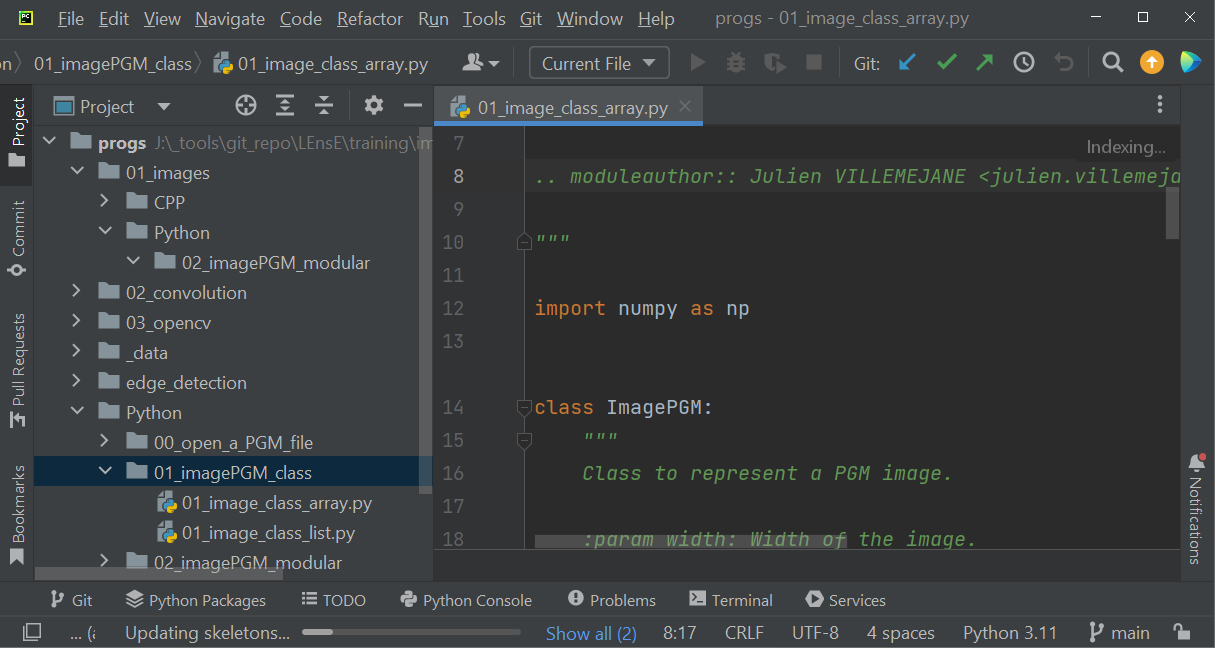 PC File Edit View Navigate Code Refactor Run Tools Git Window Help progs - 01_image_class_array.py
n 01_imagePGM_class 01_image_class_array.py Current File Git:
Project
Commit
Pull Requests
Bookmarks
Project
progs J:\_tools\git_repo\LEnsE\training\im
01_images
CPP
Python
02_imagePGM_modular
02_convolution
03_opencv
_data
edge_detection
Python
00_open_a_PGM_file
01_imagePGM_class
01_image_class_array.py
01_image_class_list.py
02_imagePGM_modular
01_image_class_array.py
Indexing...
7
8 .. moduleauthor:: Julien VILLEMEJANE <julien.villemeja
9
10 """
11
12 import numpy as np
13
14 class ImagePGM:
15 """
16 Class to represent a PGM image.
17
18 :param width: Width of the image.
Notifications
Git Python Packages TODO Python Console Problems Terminal Services
... (a Updating skeletons... Show all (2) 8:17 CRLF UTF-8 4 spaces Python 3.11 main